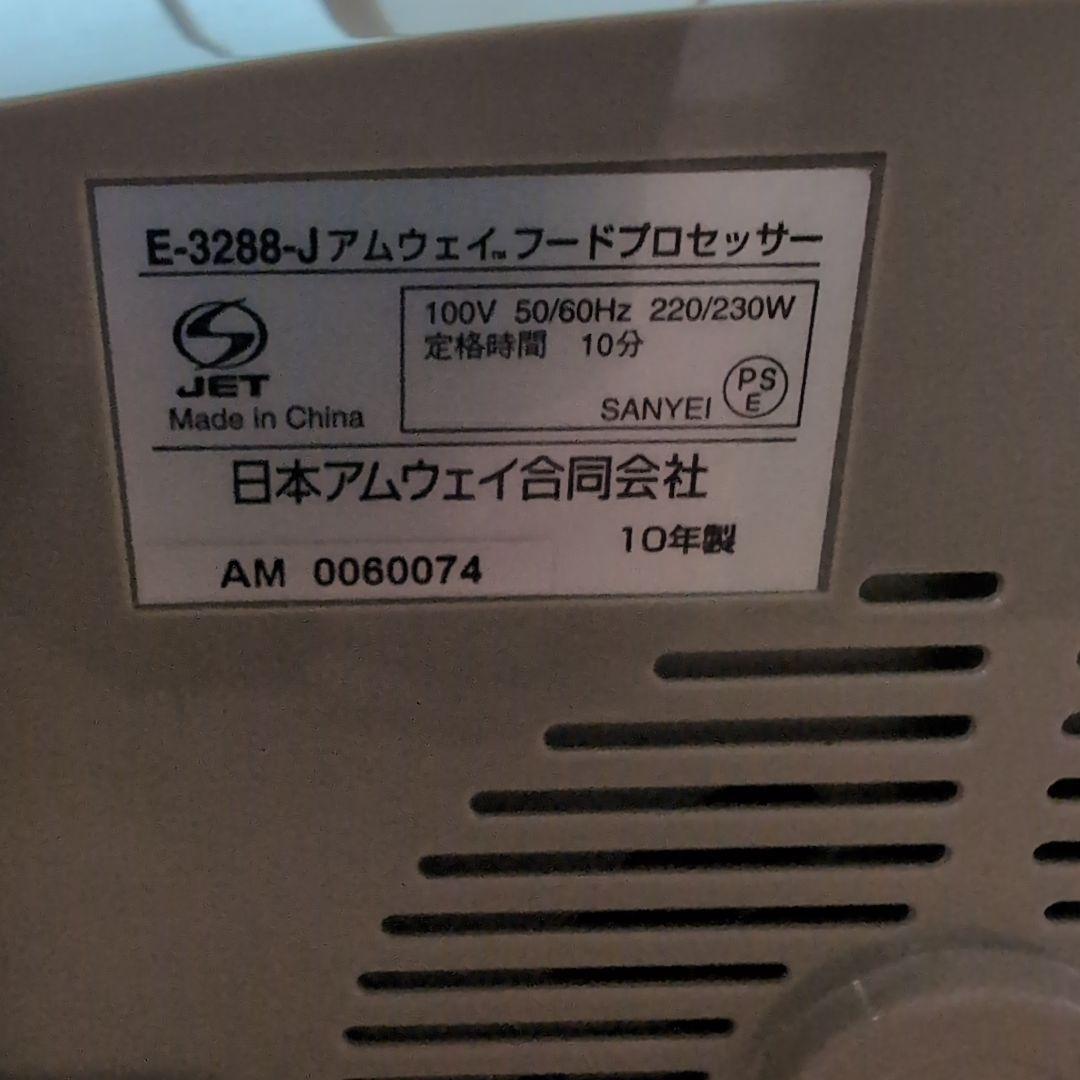 E-3288-Jアムウェイ™フードプロセッサー
JET
Made in China
100V 50/60Hz 220/230W
定格時間 10分
SANYEI
PS
E
日本アムウェイ合同会社
10年製
AM 0060074